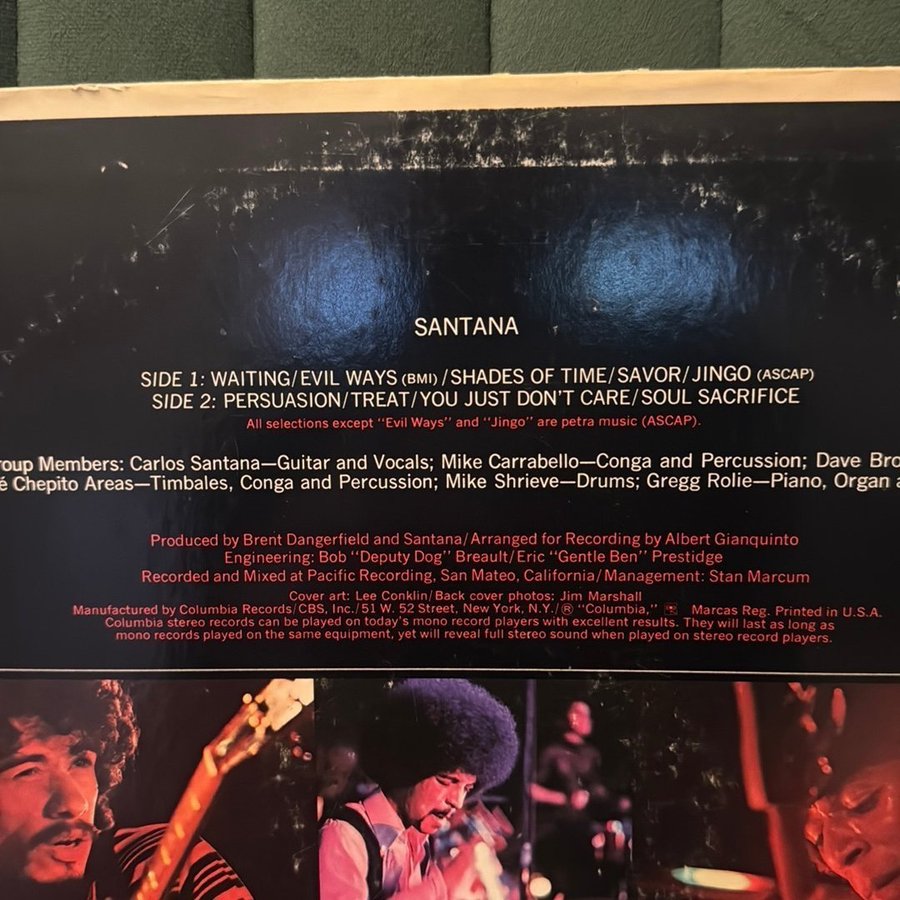 SANTANA
SIDE 1: WAITING/EVIL WAYS (BMI)/SHADES OF TIME/SAVOR/JINGO (ASCAP)
SIDE 2: PERSUASION/TREAT/YOU JUST DON'T CARE/SOUL SACRIFICE
All selections except "Evil Ways" and "Jingo" are petra music (ASCAP).
Members: Carlos Santana—Guitar and Vocals; Mike Carrabello—Conga and Percussion; Dave
Chepito Areas—Timbales, Conga and Percussion; Mike Shrieve—Drums; Gregg Rolie—Piano, Organ
Produced by Brent Dangerfield and Santana/Arranged for Recording by Albert Gianquinto
Engineering: Bob "Deputy Dog" Breault/Eric "Gentle Ben" Prestidge
Recorded and Mixed at Pacific Recording, San Mateo, California/Management: Stan Marcum
Cover art: Lee Conklin/Back cover photos: Jim Marshall
Manufactured by Columbia Records/CBS, Inc./51 W. 52 Street, New York, N.Y./® "Columbia," Marcas Reg. Printed in U.S.A.
Columbia stereo records can be played on today's mono record players with excellent results. They will last as long as
mono records played on the same equipment, yet will reveal full stereo sound when played on stereo record players.